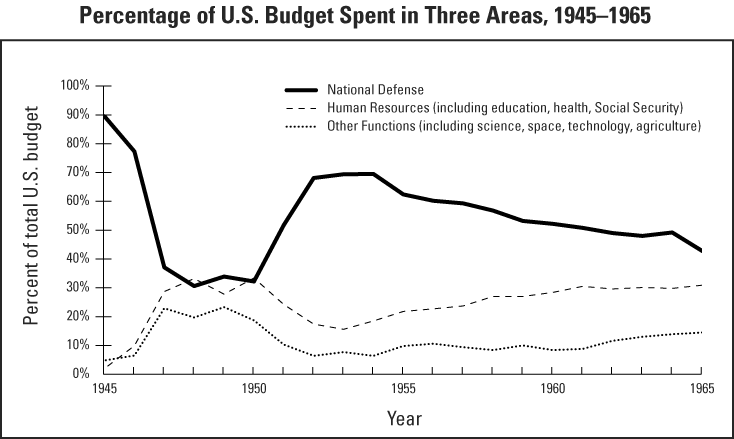 Percentage of U.S. Budget Spent in Three Areas, 1945–1965
National Defense
Human Resources (including education, health, Social Security)
Other Functions (including science, space, technology, agriculture)
Percent of total U.S. budget
100%
90%
80%
70%
60%
50%
40%
30%
20%
10%
0%
1945 1950 1955 1960 1965
Year